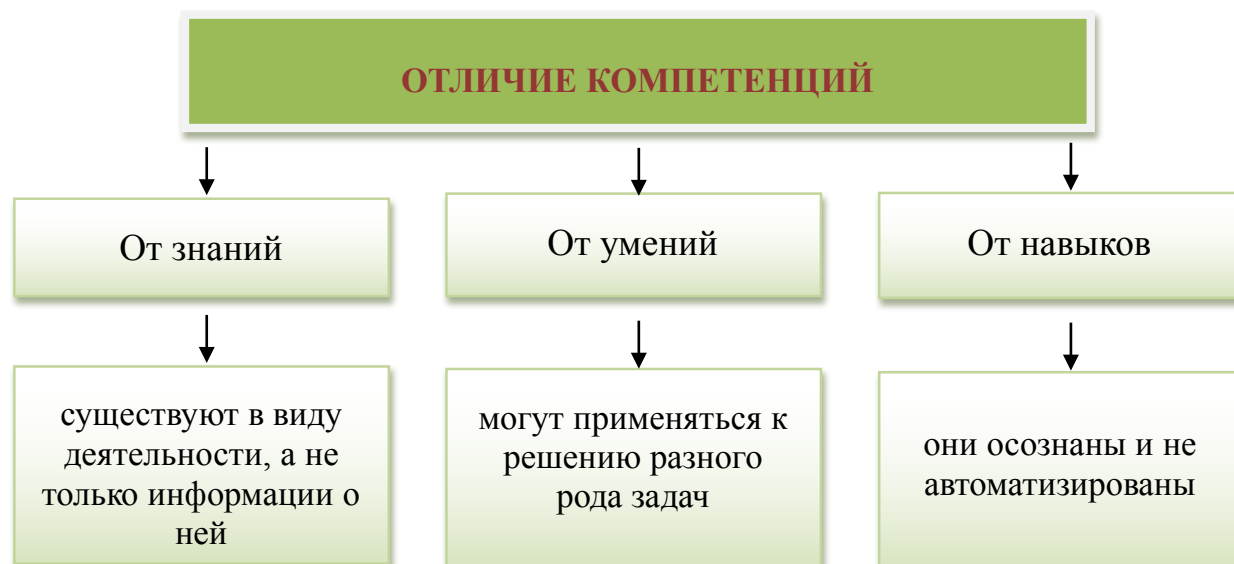 ОТЛИЧИЕ КОМПЕТЕНЦИЙ
От знаний
От умений
От навыков
существуют в виду
деятельности, а не
только информации о
ней
могут применяться к
решению разного
рода задач
они осознаны и не
автоматизированы